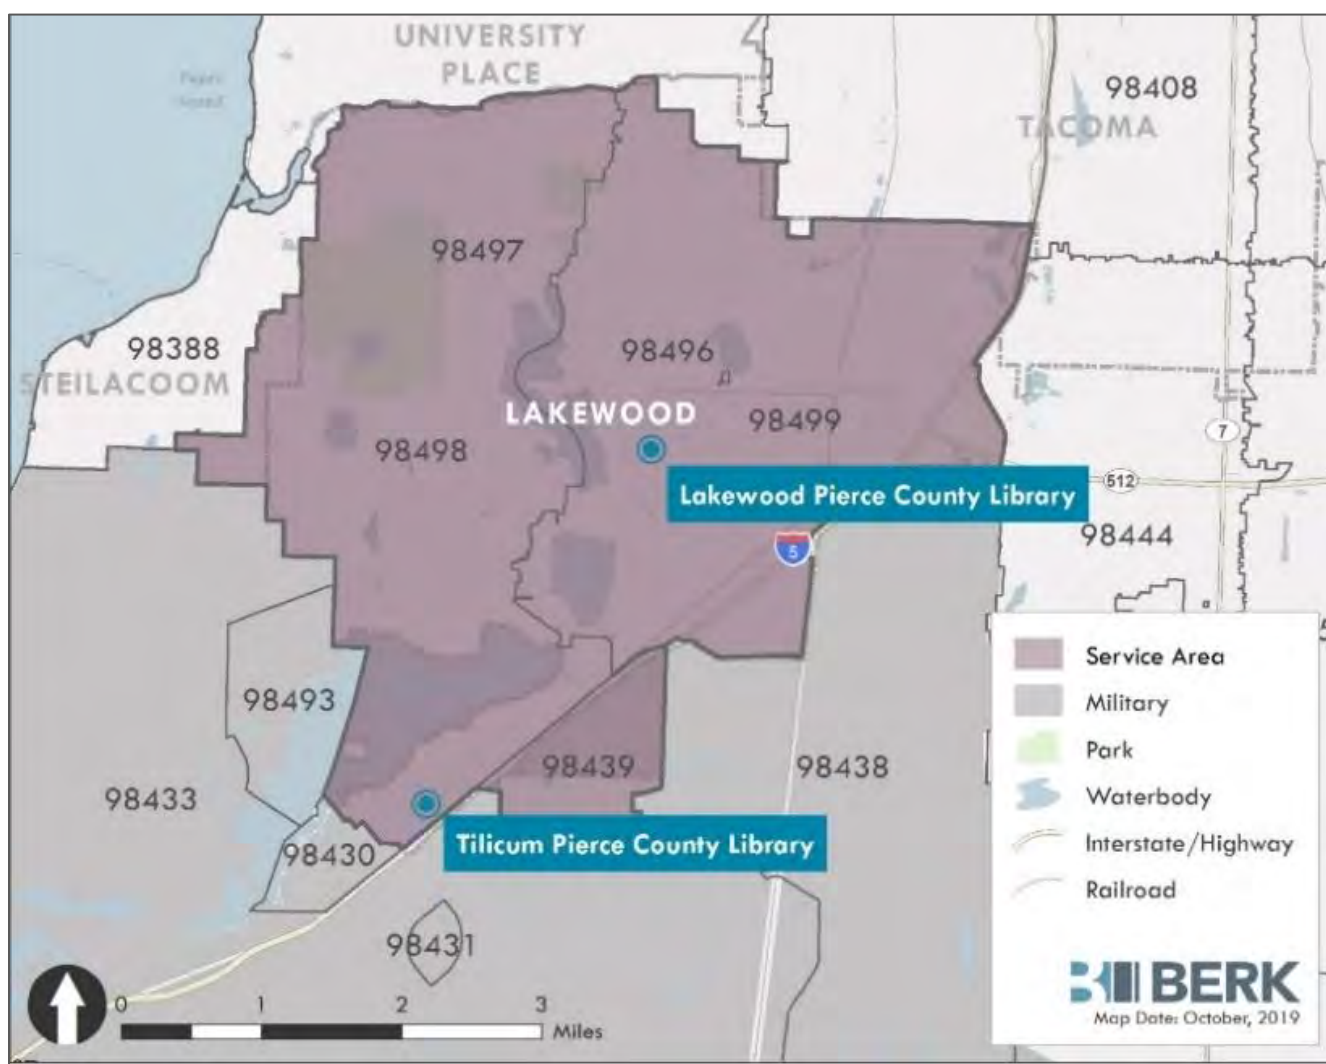 UNIVERSITY
PLACE
98408
TACOMA
98497
98388
STEILACOOM
98496
LAKEWOOD
98499
98498
7
512
Lakewood Pierce County Library
98444
5
98493
98439
98438
98433
Tilicum Pierce County Library
98430
98431
Service Area
Military
Park
Waterbody
Interstate/Highway
Railroad
BERK
Map Date: October, 2019
0 1 2 3
Miles